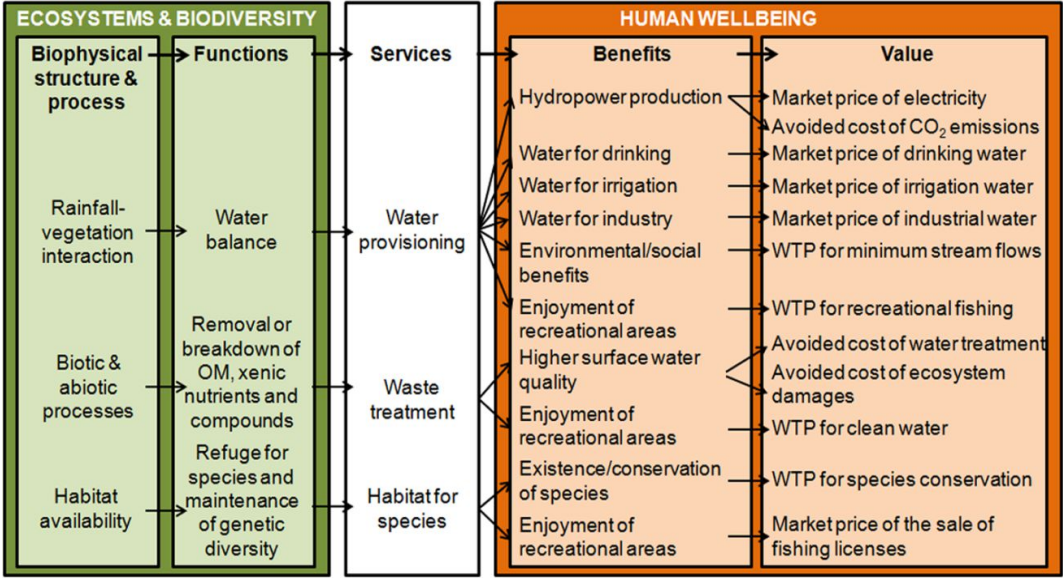 ECOSYSTEMS & BIODIVERSITY
HUMAN WELLBEING
Biophysical
structure &
process
Functions
Services
Benefits
Value
Rainfall-
vegetation
interaction
Water
balance
Water
provisioning
Hydropower production
Market price of electricity
Avoided cost of CO₂ emissions
Water for drinking
Market price of drinking water
Water for irrigation
Market price of irrigation water
Water for industry
Market price of industrial water
Environmental/social
benefits
WTP for minimum stream flows
Enjoyment of
recreational areas
WTP for recreational fishing
Biotic &
abiotic
processes
Removal or
breakdown of
OM, xenic
nutrients and
compounds
Waste
treatment
Higher surface water
quality
Avoided cost of water treatment
Avoided cost of ecosystem
damages
Enjoyment of
recreational areas
WTP for clean water
Habitat
availability
Refuge for
species and
maintenance
of genetic
diversity
Habitat for
species
Existence/conservation
of species
WTP for species conservation
Enjoyment of
recreational areas
Market price of the sale of
fishing licenses